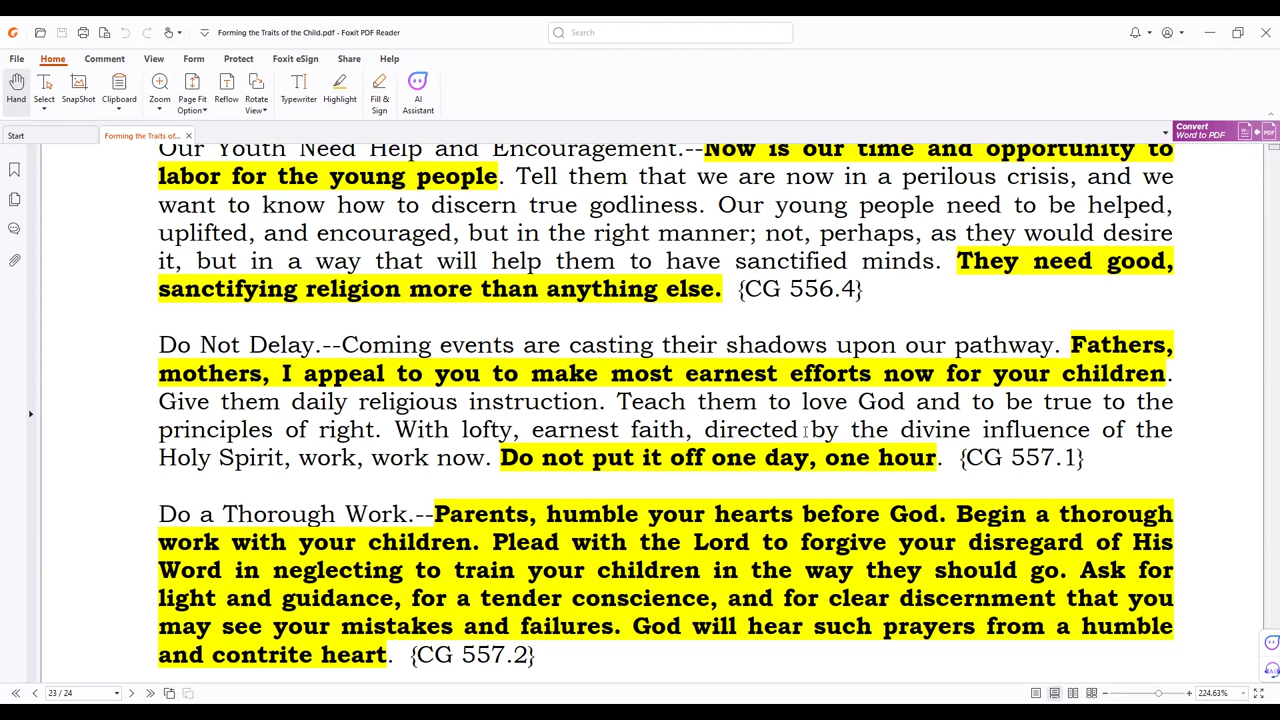 Forming the Traits of the Child.pdf - Foxit PDF Reader
Search
File Home Comment View Form Protect Foxit eSign Share Help
Hand Select SnapShot Clipboard Zoom Page Fit Option Reflow Rotate View Typewriter Highlight Fill & Sign AI Assistant
Start Forming the Traits of... Convert Word to PDF
Our Youth Need Help and Encouragement.--Now is our time and opportunity to
labor for the young people. Tell them that we are now in a perilous crisis, and we
want to know how to discern true godliness. Our young people need to be helped,
uplifted, and encouraged, but in the right manner; not, perhaps, as they would desire
it, but in a way that will help them to have sanctified minds. They need good,
sanctifying religion more than anything else. {CG 556.4}
Do Not Delay.--Coming events are casting their shadows upon our pathway. Fathers,
mothers, I appeal to you to make most earnest efforts now for your children.
Give them daily religious instruction. Teach them to love God and to be true to the
principles of right. With lofty, earnest faith, directed by the divine influence of the
Holy Spirit, work, work now. Do not put it off one day, one hour. {CG 557.1}
Do a Thorough Work.--Parents, humble your hearts before God. Begin a thorough
work with your children. Plead with the Lord to forgive your disregard of His
Word in neglecting to train your children in the way they should go. Ask for
light and guidance, for a tender conscience, and for clear discernment that you
may see your mistakes and failures. God will hear such prayers from a humble
and contrite heart. {CG 557.2}
23 / 24 224.63%